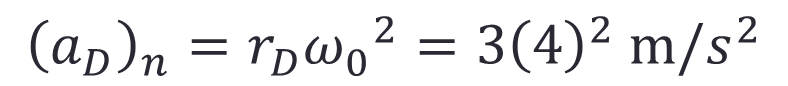 (a_D)_n = r_D ω_0^2 = 3(4)^2 m/s^2